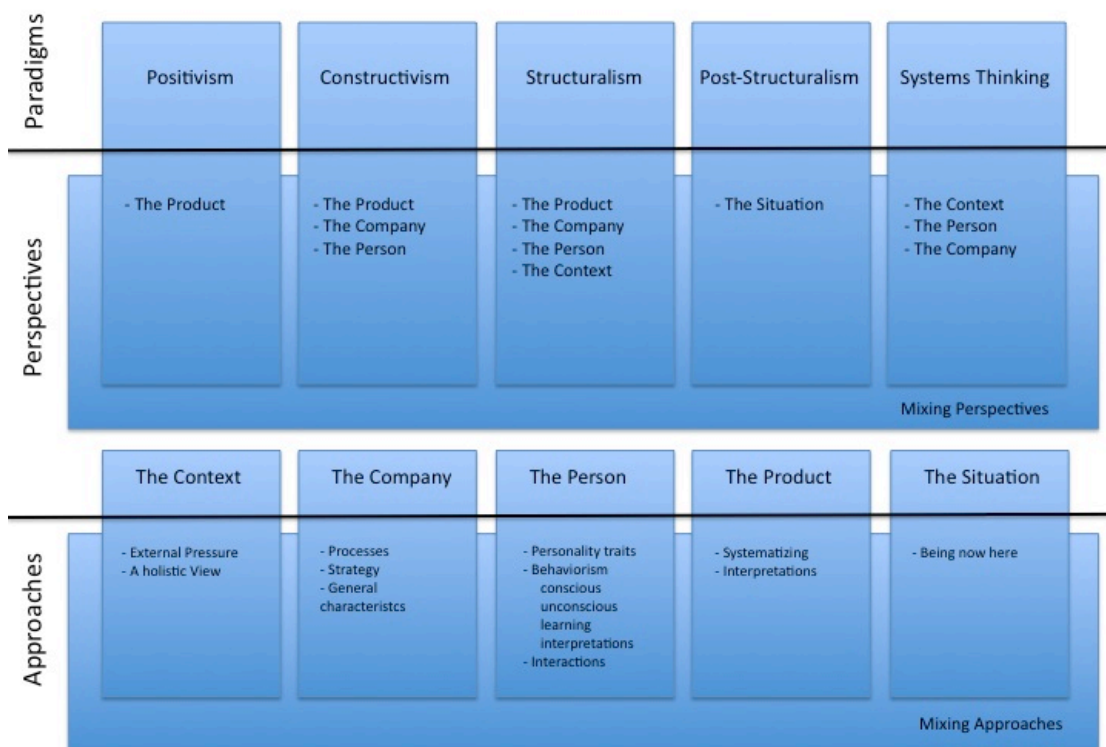 Paradigms
Positivism
Constructivism
Structuralism
Post-Structuralism
Systems Thinking
Perspectives
- The Product
- The Product
- The Company
- The Person
- The Product
- The Company
- The Person
- The Context
- The Situation
- The Context
- The Person
- The Company
Mixing Perspectives
The Context
The Company
The Person
The Product
The Situation
Approaches
- External Pressure
- A holistic View
- Processes
- Strategy
- General
characteristcs
- Personality traits
- Behaviorism
conscious
unconscious
learning
interpretations
- Interactions
- Systematizing
- Interpretations
- Being now here
Mixing Approaches